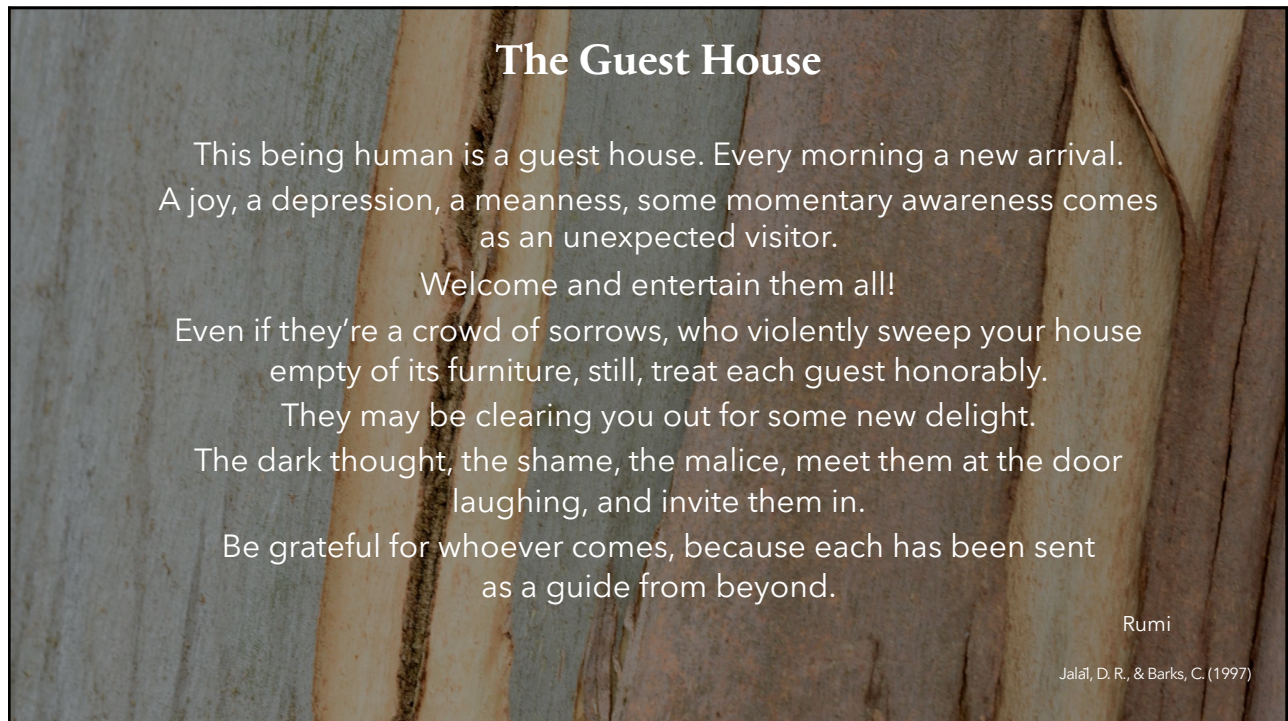 The Guest House
This being human is a guest house. Every morning a new arrival.
A joy, a depression, a meanness, some momentary awareness comes
as an unexpected visitor.
Welcome and entertain them all!
Even if they’re a crowd of sorrows, who violently sweep your house
empty of its furniture, still, treat each guest honorably.
They may be clearing you out for some new delight.
The dark thought, the shame, the malice, meet them at the door
laughing, and invite them in.
Be grateful for whoever comes, because each has been sent
as a guide from beyond.
Rumi
Jalāl, D. R., & Barks, C. (1997)